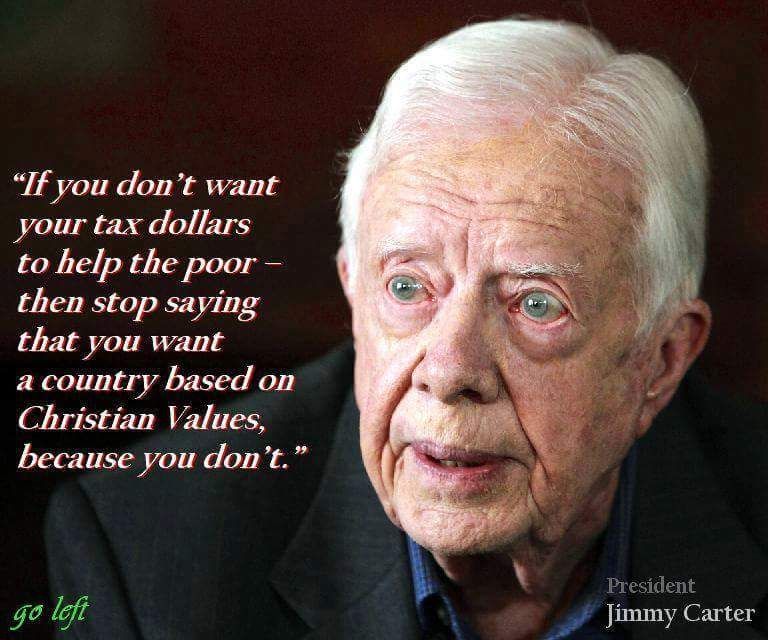 “If you don’t want
your tax dollars
to help the poor –
then stop saying
that you want
a country based on
Christian Values,
because you don’t.”
go left
President
Jimmy Carter